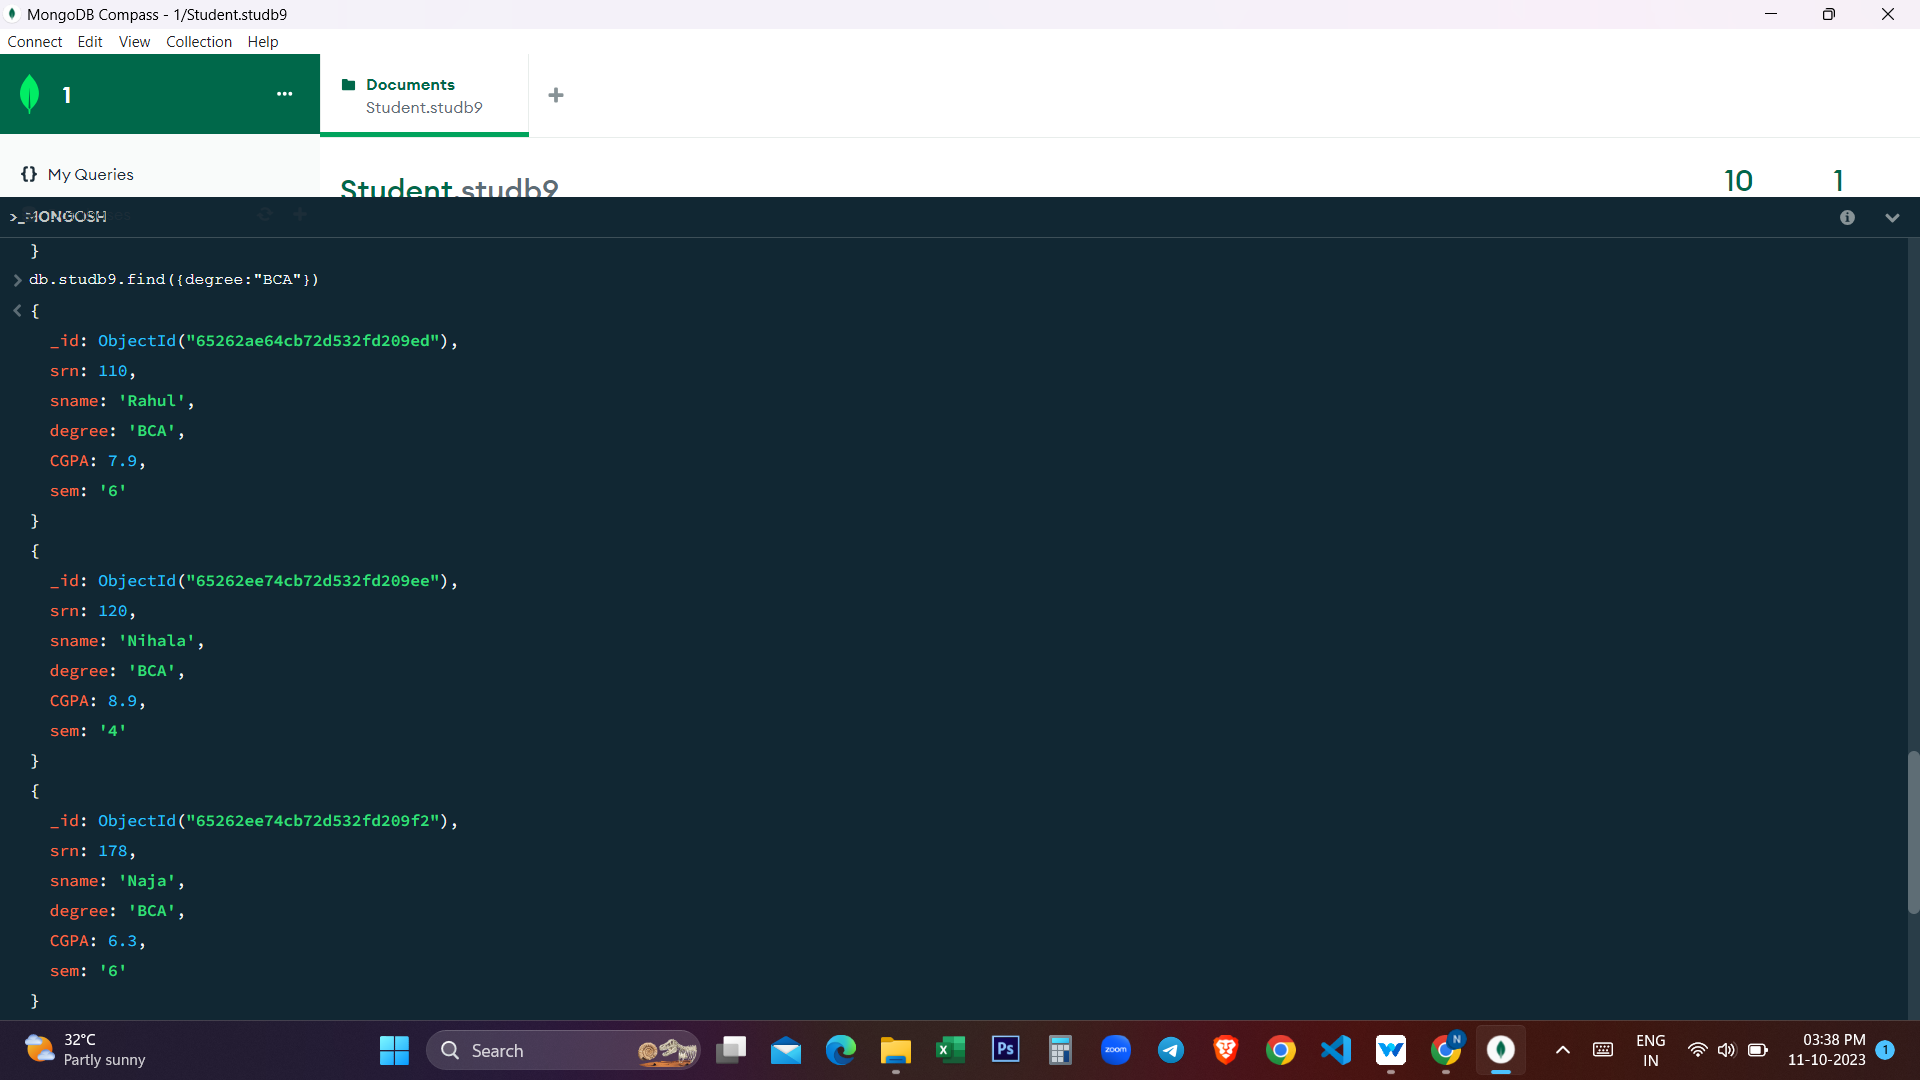 MongoDB Compass - 1/Student.studb9
Connect Edit View Collection Help
1
Documents
Student.studb9
{} My Queries
Student.studb9
10 1
>_MONGOSH
}
db.studb9.find({degree:"BCA"})
{
_id: ObjectId("65262ae64cb72d532fd209ed"),
srn: 110,
sname: 'Rahul',
degree: 'BCA',
CGPA: 7.9,
sem: '6'
}
{
_id: ObjectId("65262ee74cb72d532fd209ee"),
srn: 120,
sname: 'Nihala',
degree: 'BCA',
CGPA: 8.9,
sem: '4'
}
{
_id: ObjectId("65262ee74cb72d532fd209f2"),
srn: 178,
sname: 'Naja',
degree: 'BCA',
CGPA: 6.3,
sem: '6'
}
32°C
Partly sunny
Search
Ps
zoom
N
ENG
IN
03:38 PM
11-10-2023
1